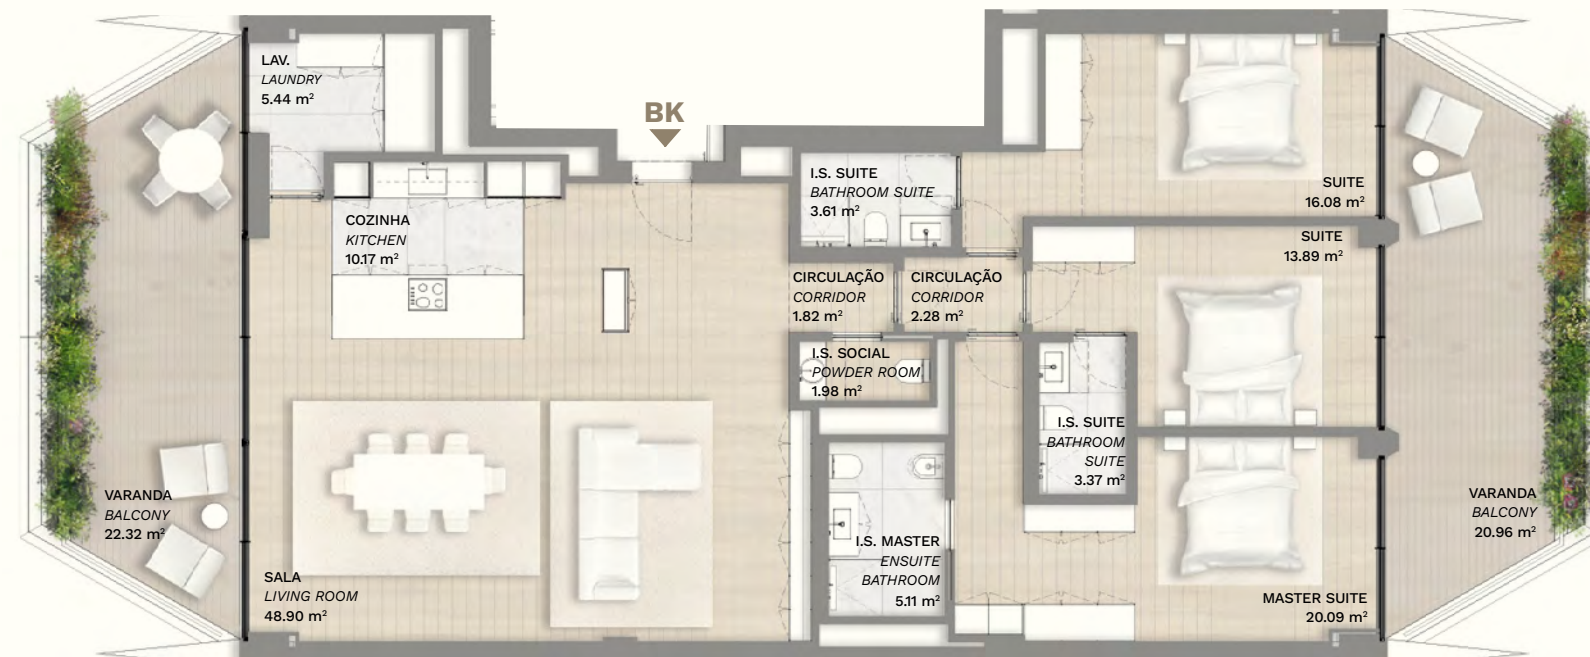 LAV.
LAUNDRY
5.44 m²
BK
COZINHA
KITCHEN
10.17 m²
I.S. SUITE
BATHROOM SUITE
3.61 m²
SUITE
16.08 m²
SUITE
13.89 m²
CIRCULAÇÃO
CORRIDOR
1.82 m²
CIRCULAÇÃO
CORRIDOR
2.28 m²
I.S. SOCIAL
POWDER ROOM
1.98 m²
I.S. SUITE
BATHROOM
SUITE
3.37 m²
VARANDA
BALCONY
22.32 m²
VARANDA
BALCONY
20.96 m²
I.S. MASTER
ENSUITE
BATHROOM
5.11 m²
SALA
LIVING ROOM
48.90 m²
MASTER SUITE
20.09 m²